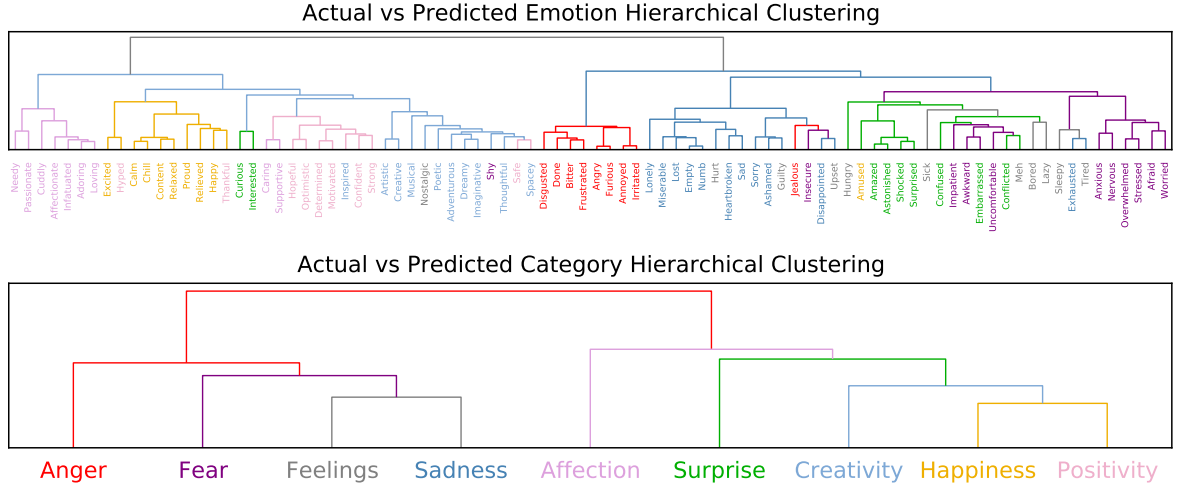 Actual vs Predicted Emotion Hierarchical Clustering
Needy Passionate Cuddly Affectionate Infatuated Adoring Loving Excited Hyped Calm Chill Content Relaxed Proud Relieved Happy Thankful Curious Interested Caring Supportive Hopeful Optimistic Determined Motivated Inspired Confident Strong Artistic Creative Musical Nostalgic Poetic Adventurous Dreamy Imaginative Shy Thoughtful Safe Spacey Disgusted Done Bitter Frustrated Angry Furious Annoyed Irritated Lonely Miserable Lost Empty Numb Hurt Heartbroken Sad Sorry Ashamed Guilty Jealous Insecure Disappointed Upset Hungry Amused Amazed Astonished Shocked Surprised Sick Confused Impatient Awkward Embarrassed Uncomfortable Conflicted Meh Bored Lazy Sleepy Exhausted Tired Anxious Nervous Overwhelmed Stressed Afraid Worried
Actual vs Predicted Category Hierarchical Clustering
Anger Fear Feelings Sadness Affection Surprise Creativity Happiness Positivity